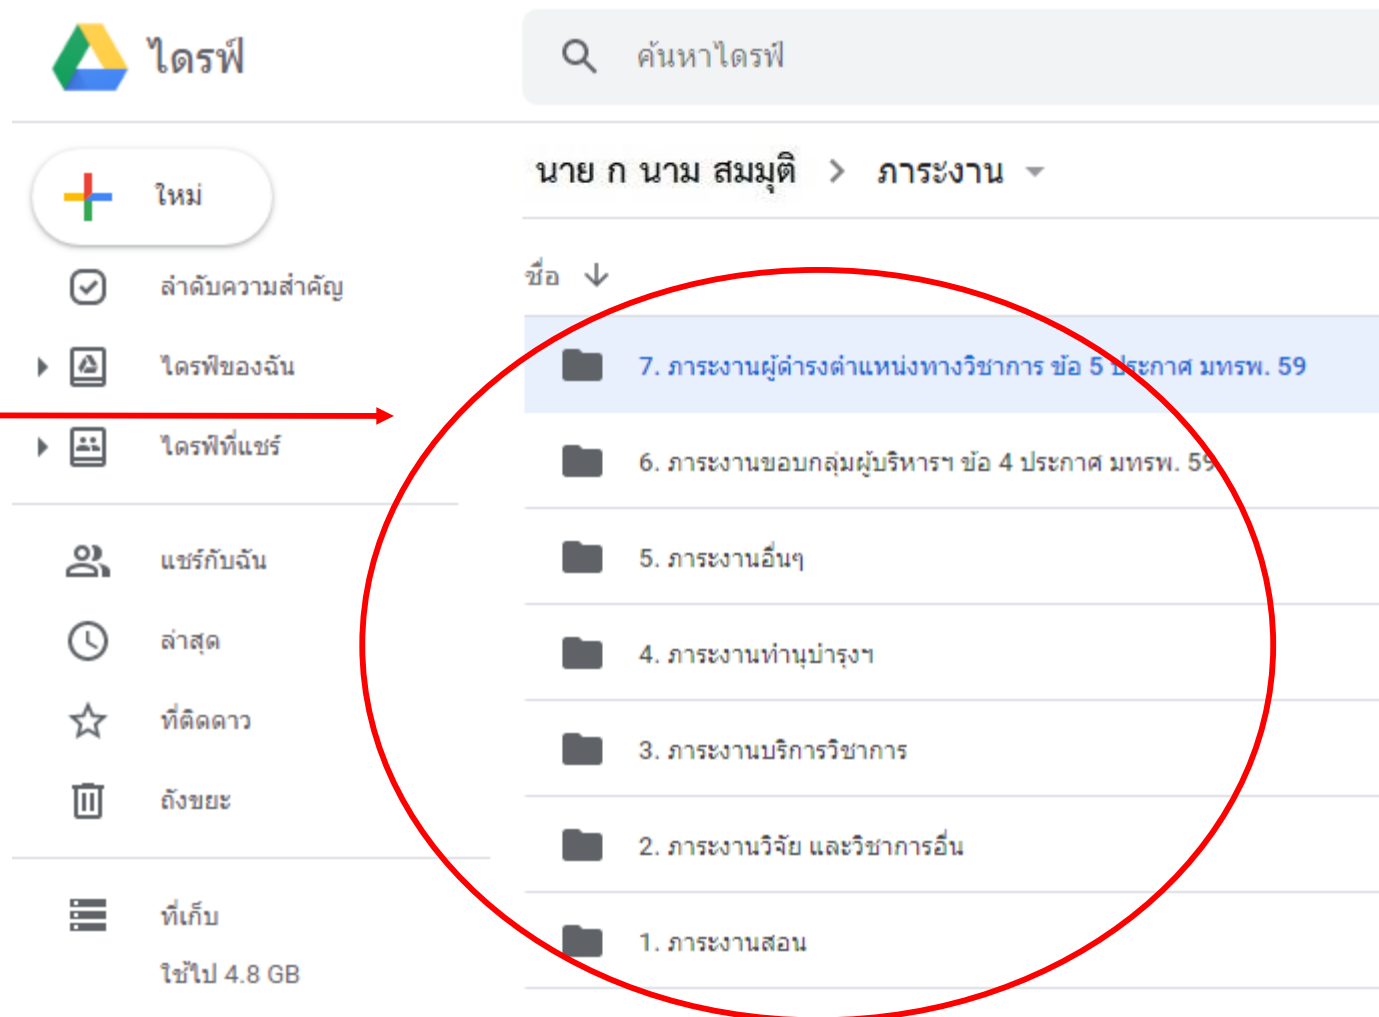 ไดรฟ์
ค้นหาไดรฟ์
ใหม่
ลำดับความสำคัญ
ไดรฟ์ของฉัน
ไดรฟ์ที่แชร์
แชร์กับฉัน
ล่าสุด
ที่ติดดาว
ถังขยะ
ที่เก็บ
ใช้ไป 4.8 GB
นาย ก นาม สมมุติ > ภาระงาน
ชื่อ
7. ภาระงานผู้ดำรงตำแหน่งทางวิชาการ ข้อ 5 ประกาศ มทรพ. 59
6. ภาระงานขอบกลุ่มผู้บริหารฯ ข้อ 4 ประกาศ มทรพ. 59
5. ภาระงานอื่นๆ
4. ภาระงานทำนุบำรุงฯ
3. ภาระงานบริการวิชาการ
2. ภาระงานวิจัย และวิชาการอื่น
1. ภาระงานสอน